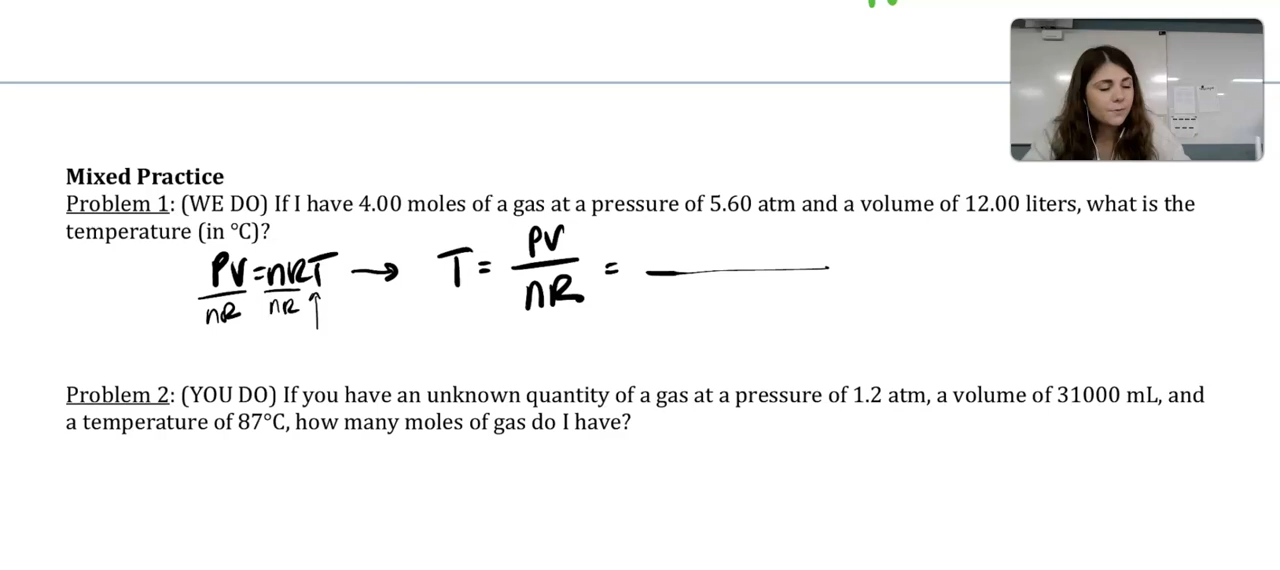 Mixed Practice
Problem 1: (WE DO) If I have 4.00 moles of a gas at a pressure of 5.60 atm and a volume of 12.00 liters, what is the
temperature (in °C)?
PV=nRT → T= PV/nR =
nR nR ↑
Problem 2: (YOU DO) If you have an unknown quantity of a gas at a pressure of 1.2 atm, a volume of 31000 mL, and
a temperature of 87°C, how many moles of gas do I have?